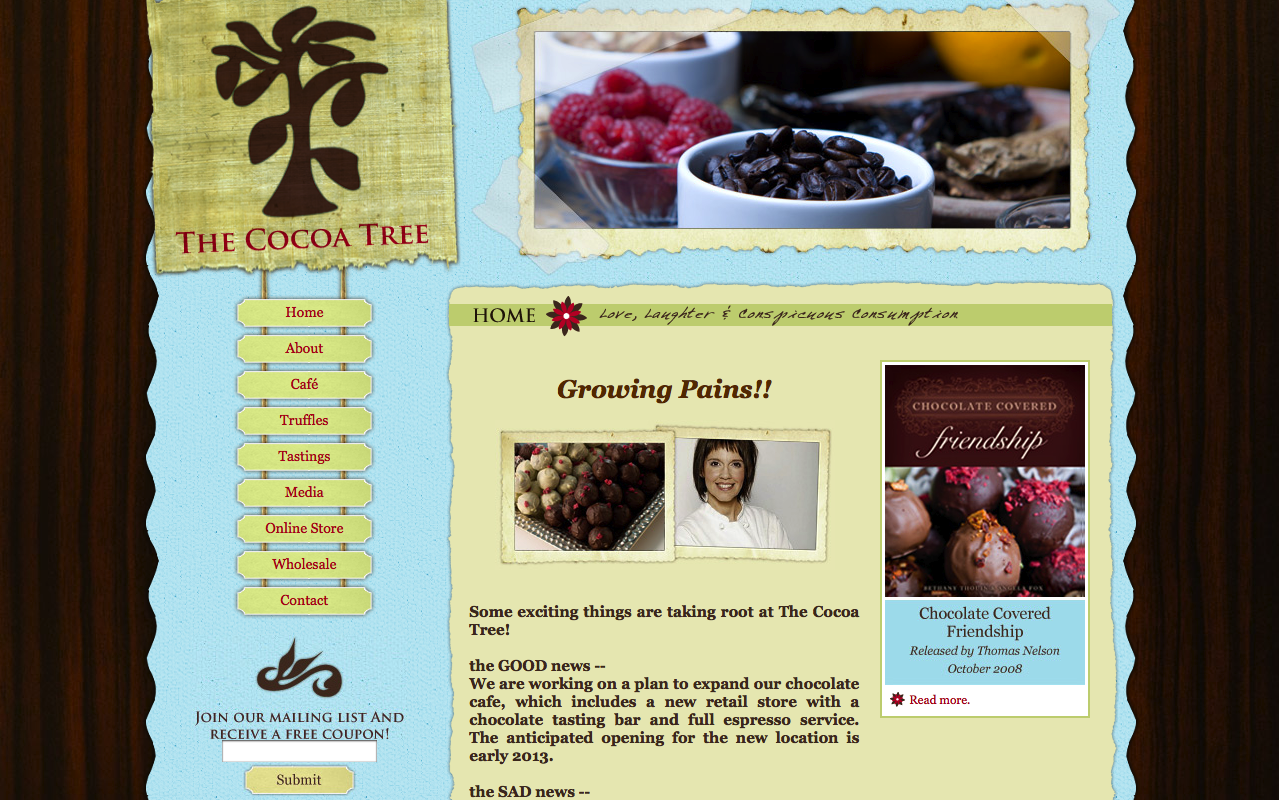 THE COCOA TREE
Home
About
Café
Truffles
Tastings
Media
Online Store
Wholesale
Contact
JOIN OUR MAILING LIST AND
RECEIVE A FREE COUPON!
Submit
HOME
Love, Laughter & Conspicuous Consumption
Growing Pains!!
Some exciting things are taking root at The Cocoa
Tree!
the GOOD news --
We are working on a plan to expand our chocolate
cafe, which includes a new retail store with a
chocolate tasting bar and full espresso service.
The anticipated opening for the new location is
early 2013.
the SAD news --
CHOCOLATE COVERED
friendship
Chocolate Covered
Friendship
Released by Thomas Nelson
October 2008
Read more.